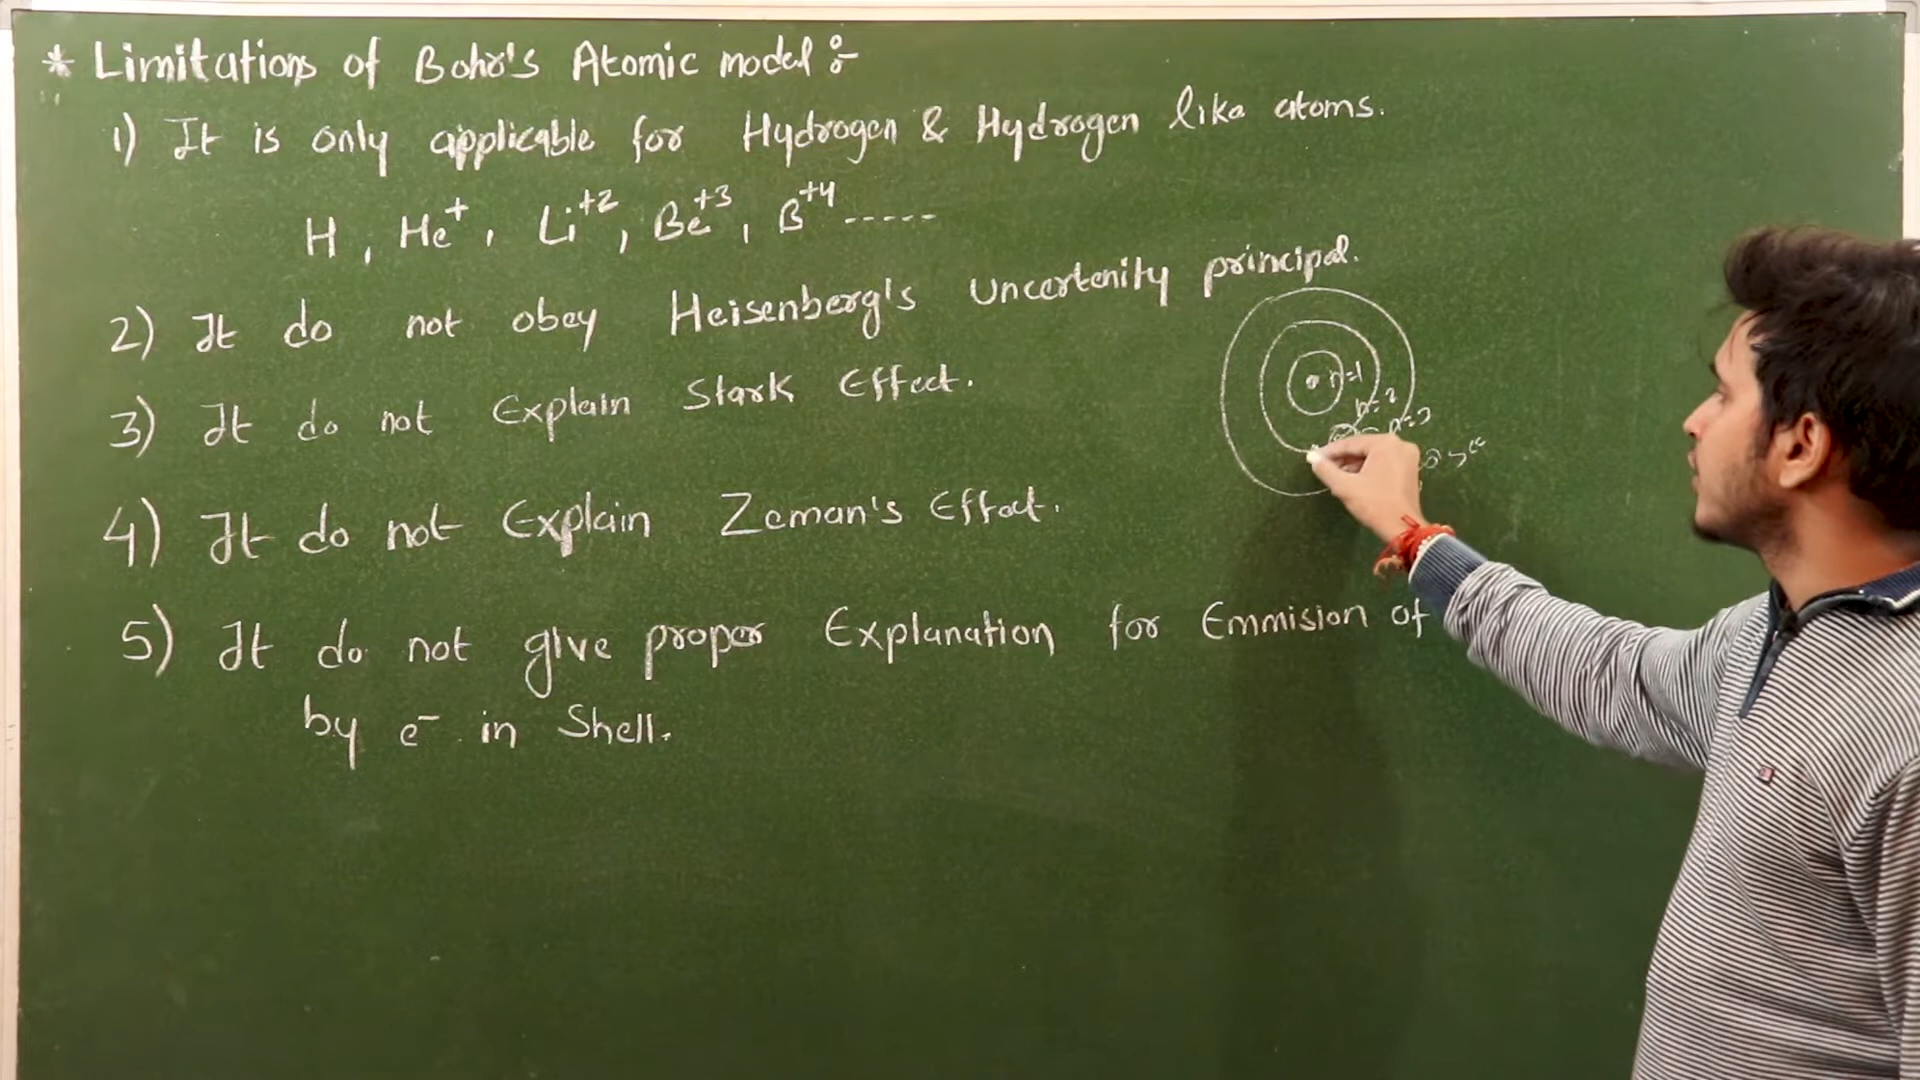 * Limitations of Bohr's Atomic model :-
1) It is only applicable for Hydrogen & Hydrogen like atoms.
H, He⁺, Li⁺², Be⁺³, B⁺⁴-----
2) It do not obey Heisenberg's Uncertenity principal.
3) It do not Explain Stark Effect.
4) It do not Explain Zeman's Effect.
5) It do not give proper Explanation for Emmision of
by e⁻ in Shell.
n=1
n=2
n=3